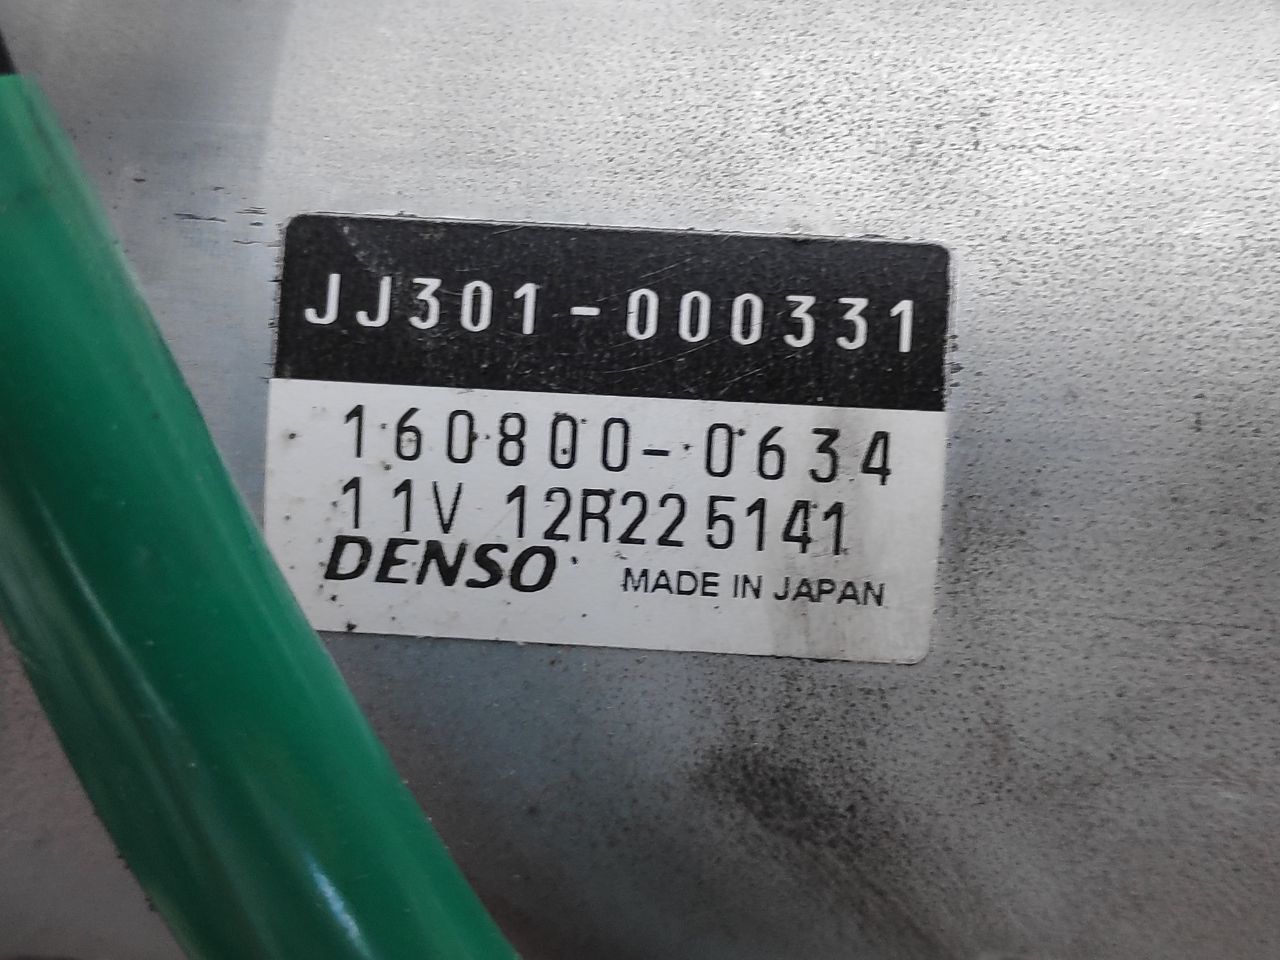 JJ301-000331
160800-0634
11V 12R225141
DENSO MADE IN JAPAN